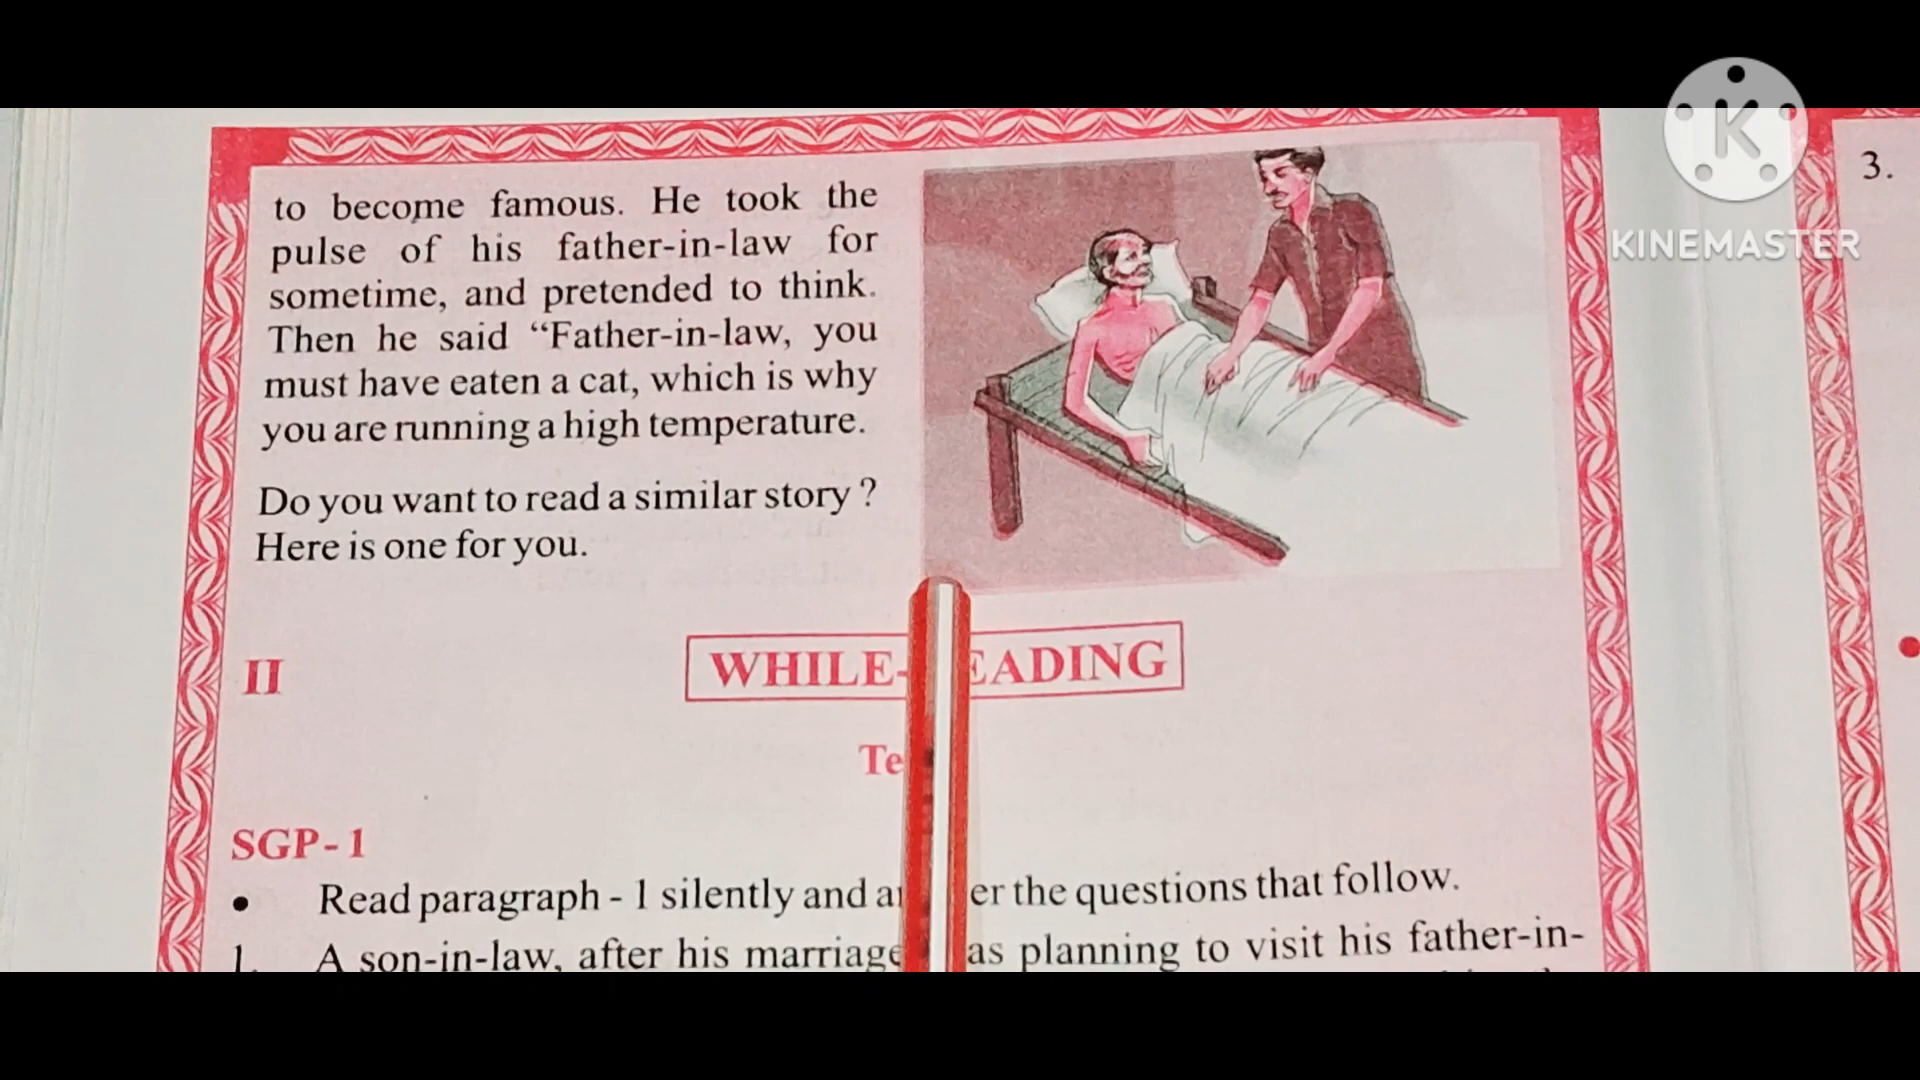 to become famous. He took the
pulse of his father-in-law for
sometime, and pretended to think.
Then he said “Father-in-law, you
must have eaten a cat, which is why
you are running a high temperature.
Do you want to read a similar story ?
Here is one for you.
II
WHILE- EADING
Te
SGP - 1
• Read paragraph - 1 silently and a er the questions that follow.
1. A son-in-law, after his marriage as planning to visit his father-in-
3.
K
KINEMASTER